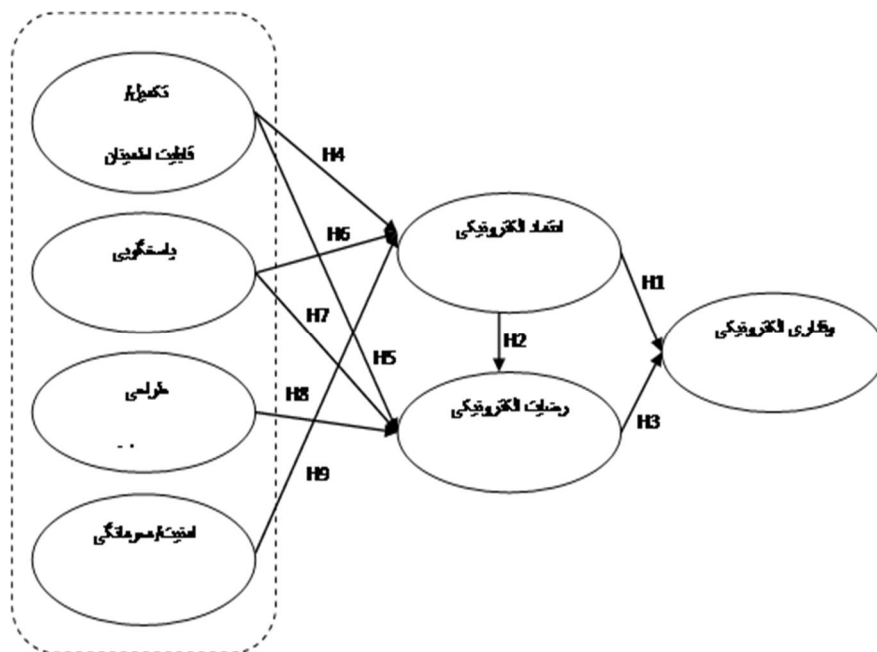 تکمیل/
قابلیت اطمینان
پاسخگویی
طراحی
امنیت/محرمانگی
اعتماد الکترونیکی
رضایت الکترونیکی
وفاداری الکترونیکی
H4
H6
H7
H5
H8
H9
H2
H1
H3